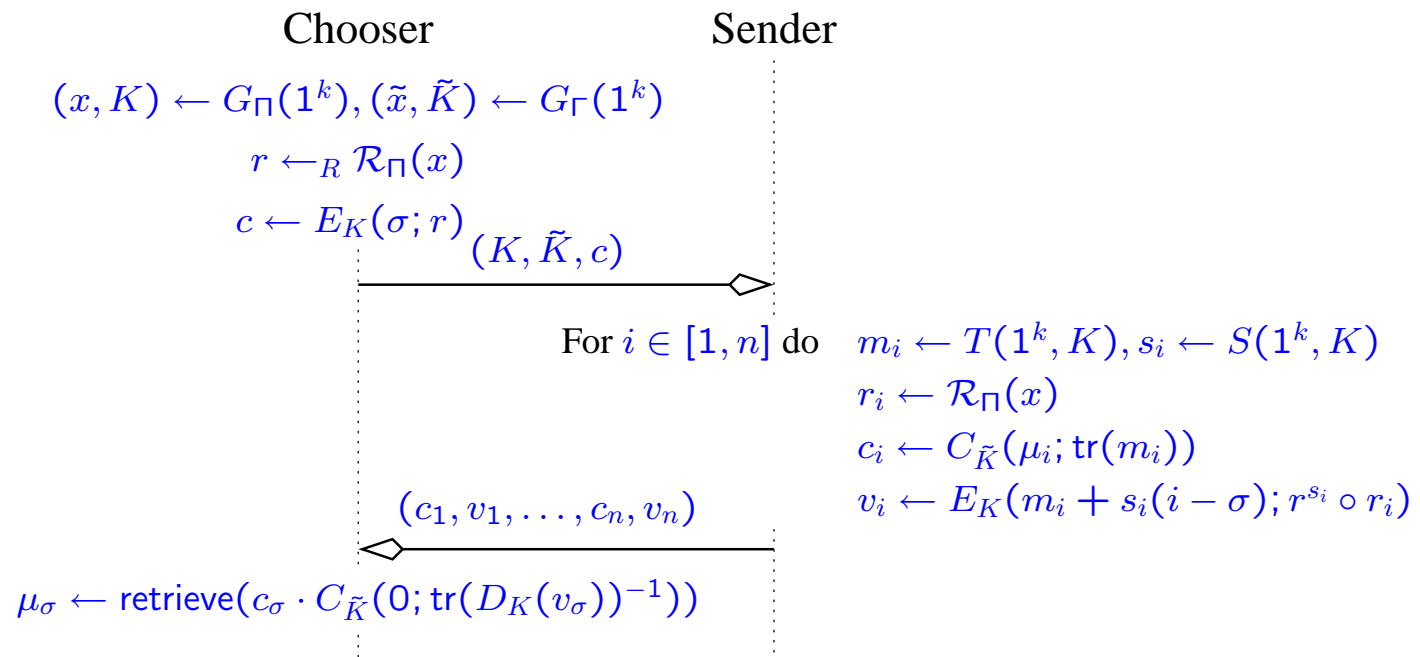 Chooser Sender
(x, K) ← G_Π(1^k), (x̃, K̃) ← G_Γ(1^k)
r ←_R ℛ_Π(x)
c ← E_K(σ; r)
(K, K̃, c)
For i ∈ [1, n] do m_i ← T(1^k, K), s_i ← S(1^k, K)
r_i ← ℛ_Π(x)
c_i ← C_K̃(μ_i; tr(m_i))
v_i ← E_K(m_i + s_i(i − σ); r^{s_i} ∘ r_i)
(c_1, v_1, . . . , c_n, v_n)
μ_σ ← retrieve(c_σ · C_K̃(0; tr(D_K(v_σ))^{−1}))